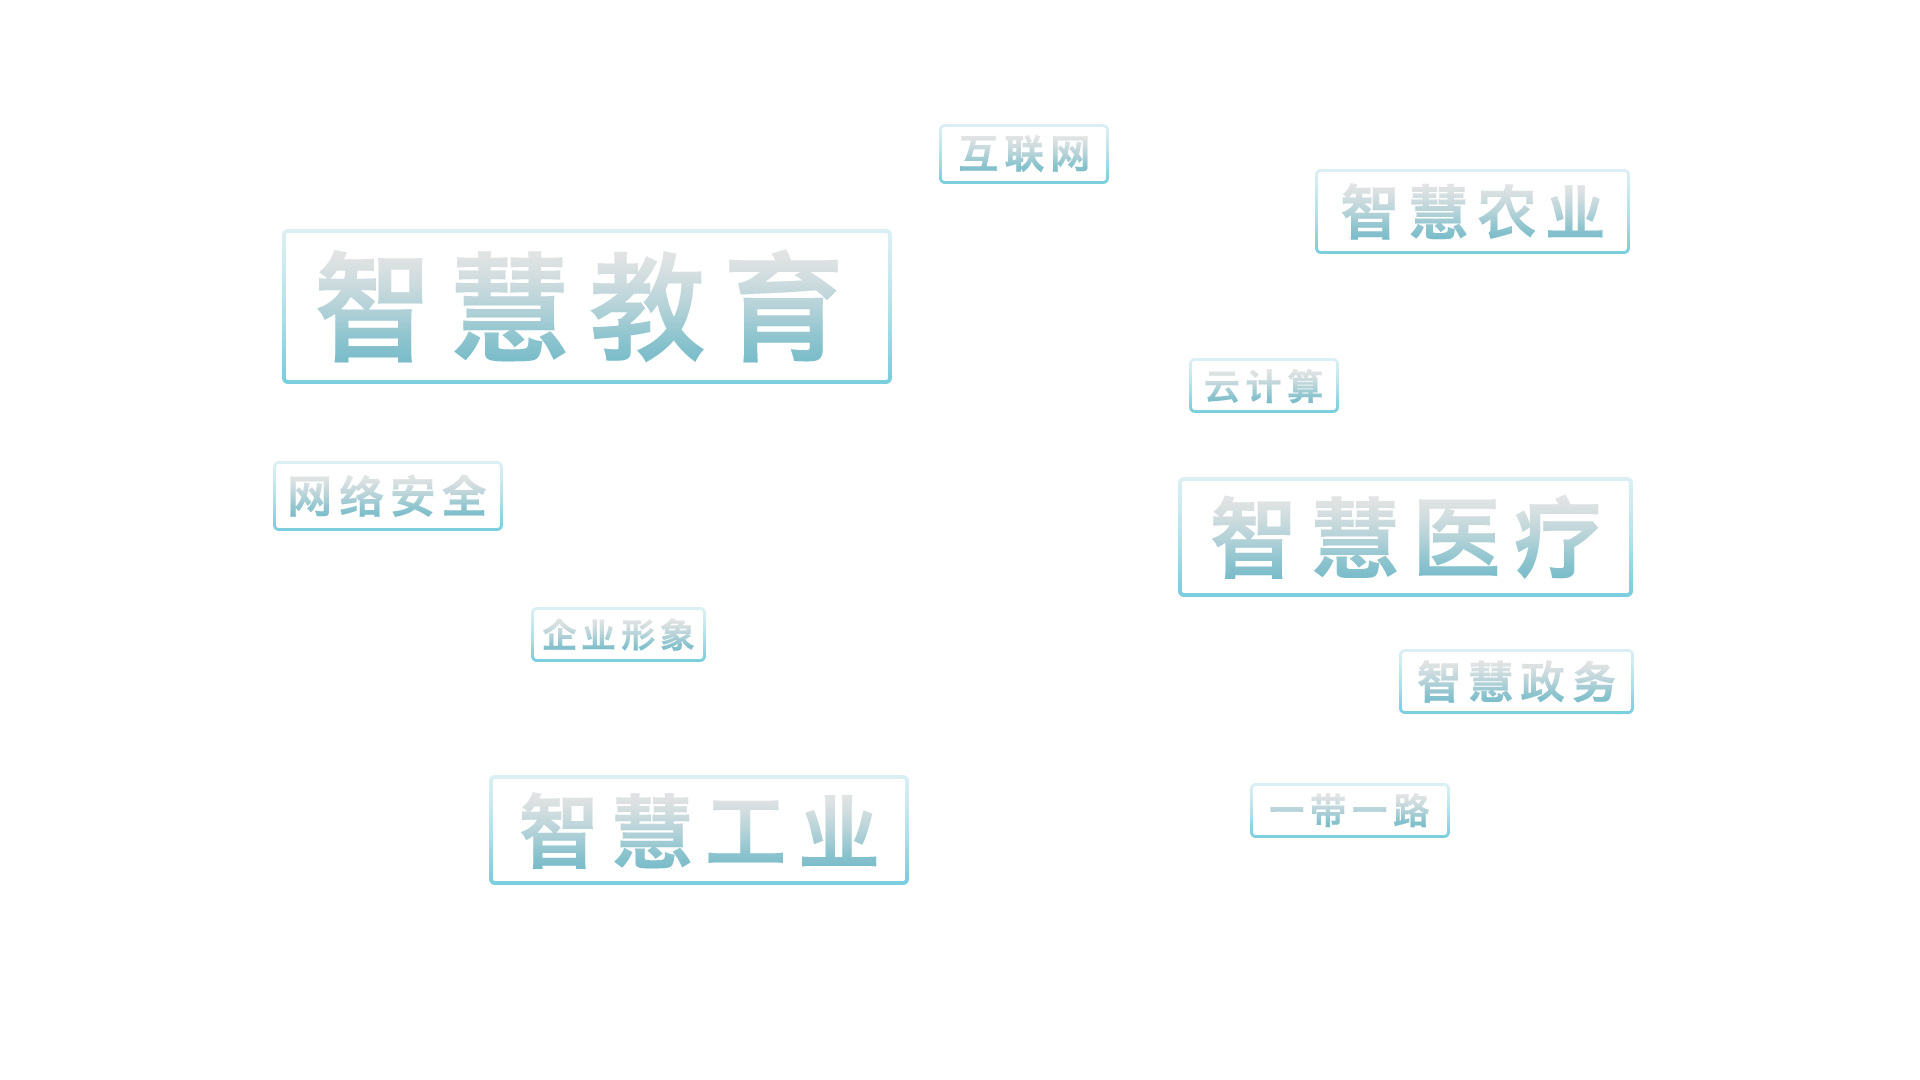 互联网
智慧农业
智慧教育
云计算
网络安全
智慧医疗
企业形象
智慧政务
智慧工业
一带一路